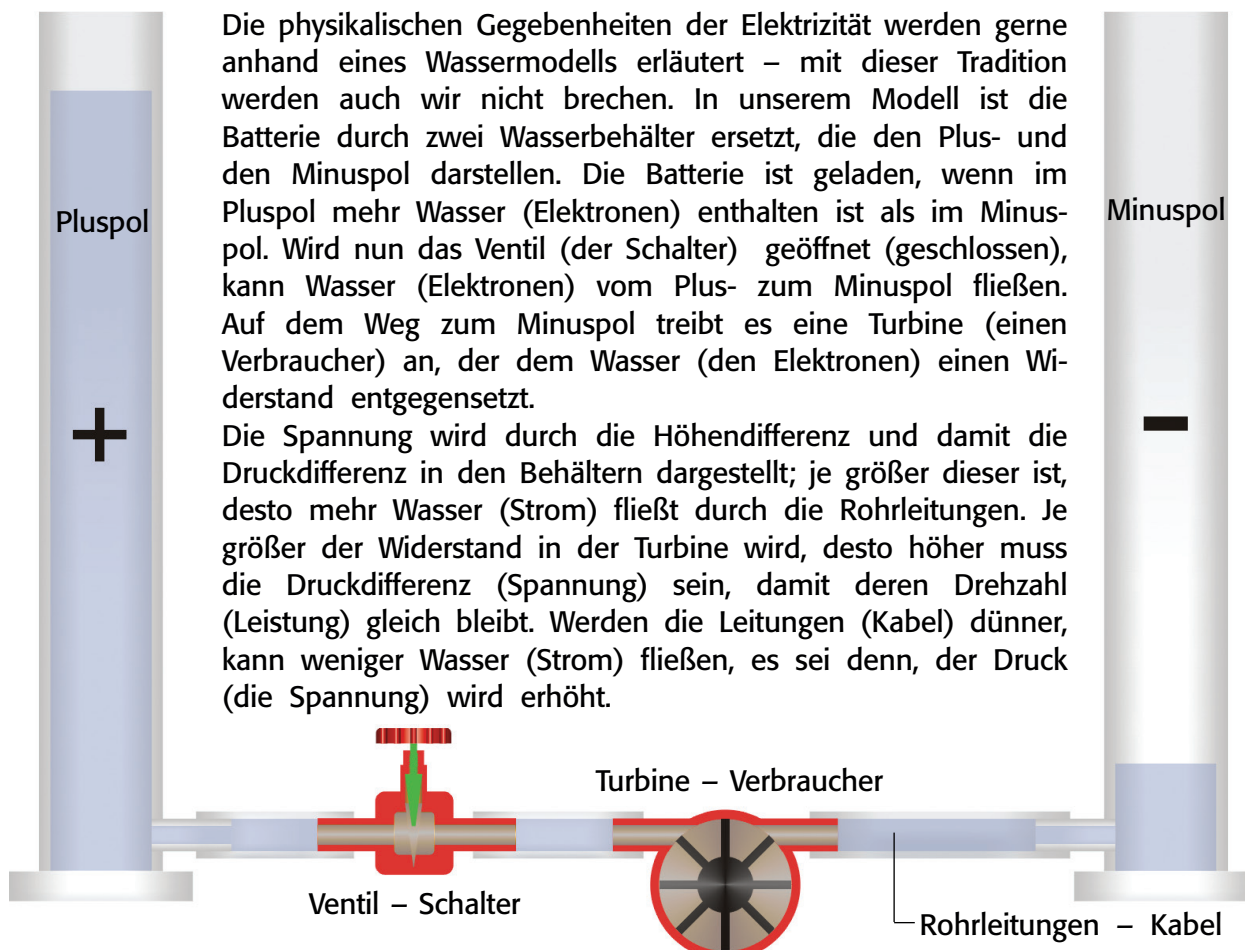 Die physikalischen Gegebenheiten der Elektrizität werden gerne
anhand eines Wassermodells erläutert – mit dieser Tradition
werden auch wir nicht brechen. In unserem Modell ist die
Batterie durch zwei Wasserbehälter ersetzt, die den Plus- und
den Minuspol darstellen. Die Batterie ist geladen, wenn im
Pluspol mehr Wasser (Elektronen) enthalten ist als im Minus-
pol. Wird nun das Ventil (der Schalter) geöffnet (geschlossen),
kann Wasser (Elektronen) vom Plus- zum Minuspol fließen.
Auf dem Weg zum Minuspol treibt es eine Turbine (einen
Verbraucher) an, der dem Wasser (den Elektronen) einen Wi-
derstand entgegensetzt.
Die Spannung wird durch die Höhendifferenz und damit die
Druckdifferenz in den Behältern dargestellt; je größer dieser ist,
desto mehr Wasser (Strom) fließt durch die Rohrleitungen. Je
größer der Widerstand in der Turbine wird, desto höher muss
die Druckdifferenz (Spannung) sein, damit deren Drehzahl
(Leistung) gleich bleibt. Werden die Leitungen (Kabel) dünner,
kann weniger Wasser (Strom) fließen, es sei denn, der Druck
(die Spannung) wird erhöht.
Pluspol
+
Minuspol
–
Turbine – Verbraucher
Ventil – Schalter
Rohrleitungen – Kabel